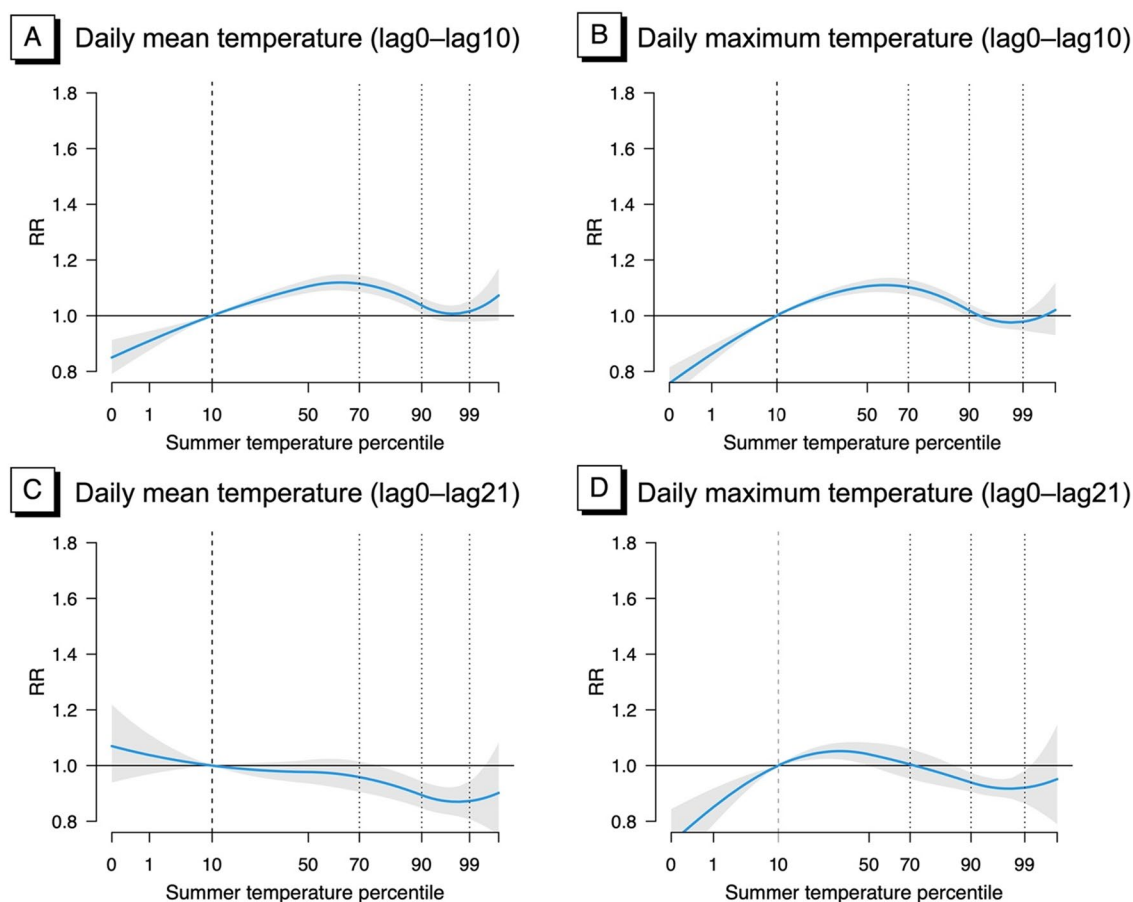 A Daily mean temperature (lag0–lag10)
1.8
1.6
1.4
1.2
1.0
0.8
RR
0 1 10 50 70 90 99
Summer temperature percentile
B Daily maximum temperature (lag0–lag10)
1.8
1.6
1.4
1.2
1.0
0.8
RR
0 1 10 50 70 90 99
Summer temperature percentile
C Daily mean temperature (lag0–lag21)
1.8
1.6
1.4
1.2
1.0
0.8
RR
0 1 10 50 70 90 99
Summer temperature percentile
D Daily maximum temperature (lag0–lag21)
1.8
1.6
1.4
1.2
1.0
0.8
RR
0 1 10 50 70 90 99
Summer temperature percentile